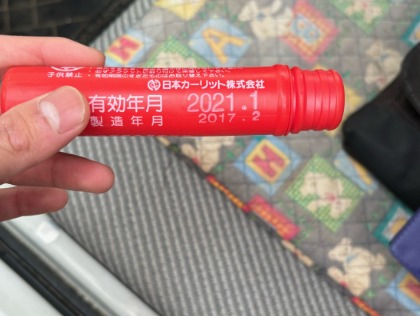 子供禁止
日本カーリット株式会社
有効年月 2021.1
製造年月 2017.2